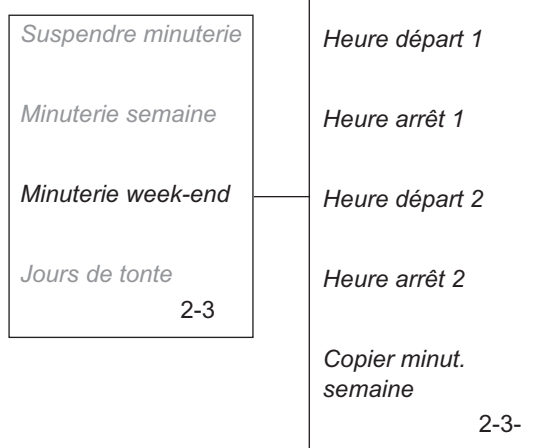 Suspendre minuterie
Minuterie semaine
Minuterie week-end
Jours de tonte
2-3
Heure départ 1
Heure arrêt 1
Heure départ 2
Heure arrêt 2
Copier minut.
semaine
2-3-